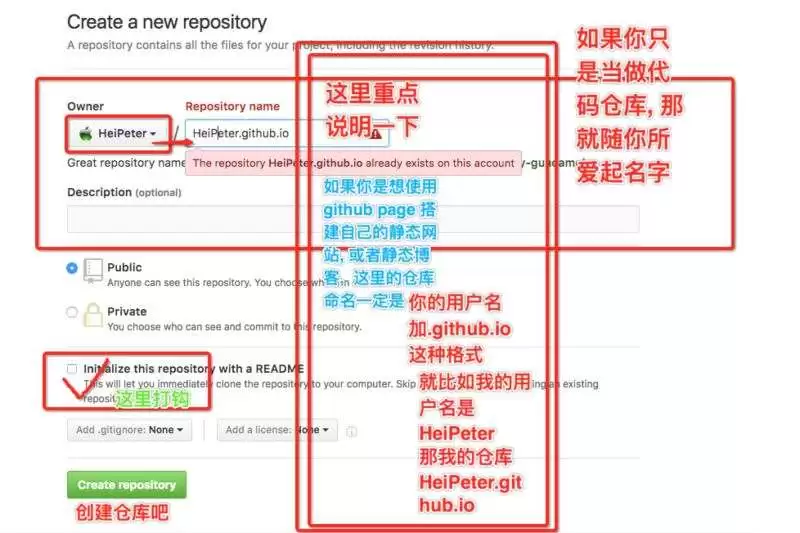 Create a new repository
A repository contains all the files for your project, including the revision history.
如果你只
是当做代
码仓库, 那
就随你所
爱起名字
这里重点
说明一下
Owner
Repository name
HeiPeter
/
HeiPeter.github.io
Great repository name
The repository HeiPeter.github.io already exists on this account
Description (optional)
如果你是想使用
github page 搭
建自己的静态网
站, 或者静态博
客, 这里的仓库
命名一定是
你的用户名
加.github.io
这种格式
就比如我的用
户名是
HeiPeter
那我的仓库
HeiPeter.git
hub.io
Public
Anyone can see this repository. You choose who can
Private
You choose who can see and commit to this repository.
Initialize this repository with a README
This will let you immediately clone the repository to your computer. Skip
an existing
这里打钩
Add .gitignore: None
Add a license: None
Create repository
创建仓库吧